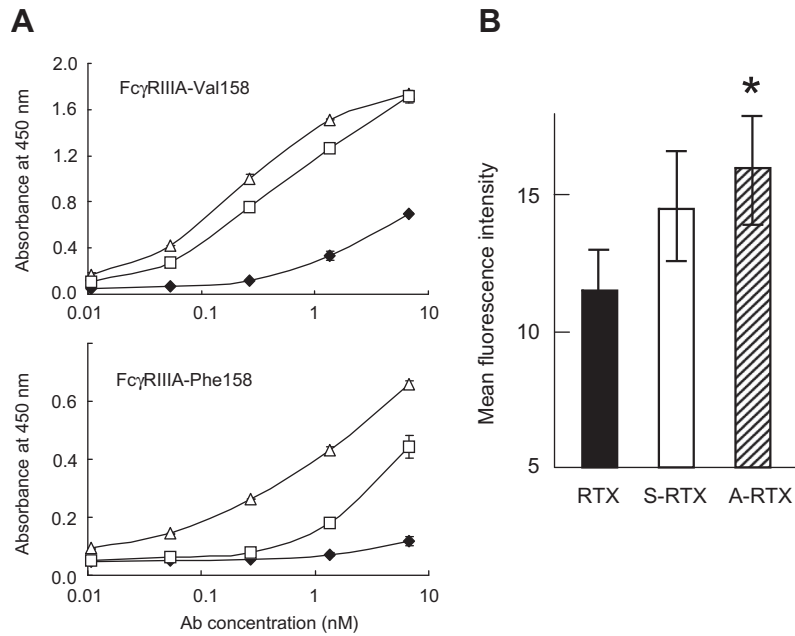 A
B
FcγRIIIA-Val158
Absorbance at 450 nm
2.0
1.6
1.2
0.8
0.4
0.0
0.01
0.1
1
10
FcγRIIIA-Phe158
Absorbance at 450 nm
0.6
0.4
0.2
0.0
0.01
0.1
1
10
Ab concentration (nM)
*
Mean fluorescence intensity
15
10
5
RTX
S-RTX
A-RTX